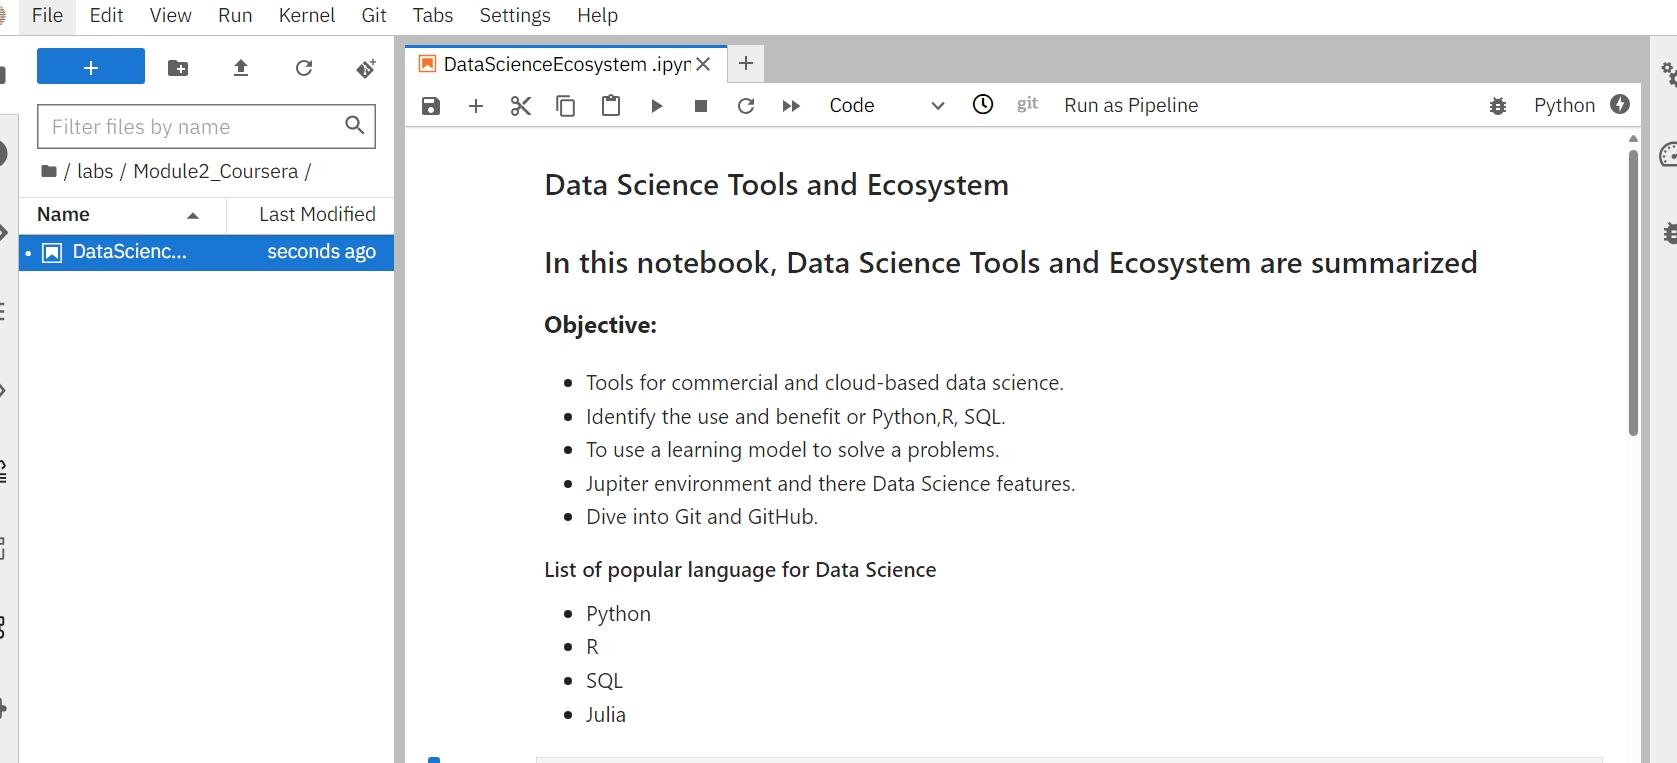 File Edit View Run Kernel Git Tabs Settings Help
+
Filter files by name
/ labs / Module2_Coursera /
Name Last Modified
DataScienc... seconds ago
DataScienceEcosystem .ipyn
Code git Run as Pipeline Python
Data Science Tools and Ecosystem
In this notebook, Data Science Tools and Ecosystem are summarized
Objective:
• Tools for commercial and cloud-based data science.
• Identify the use and benefit or Python,R, SQL.
• To use a learning model to solve a problems.
• Jupiter environment and there Data Science features.
• Dive into Git and GitHub.
List of popular language for Data Science
• Python
• R
• SQL
• Julia